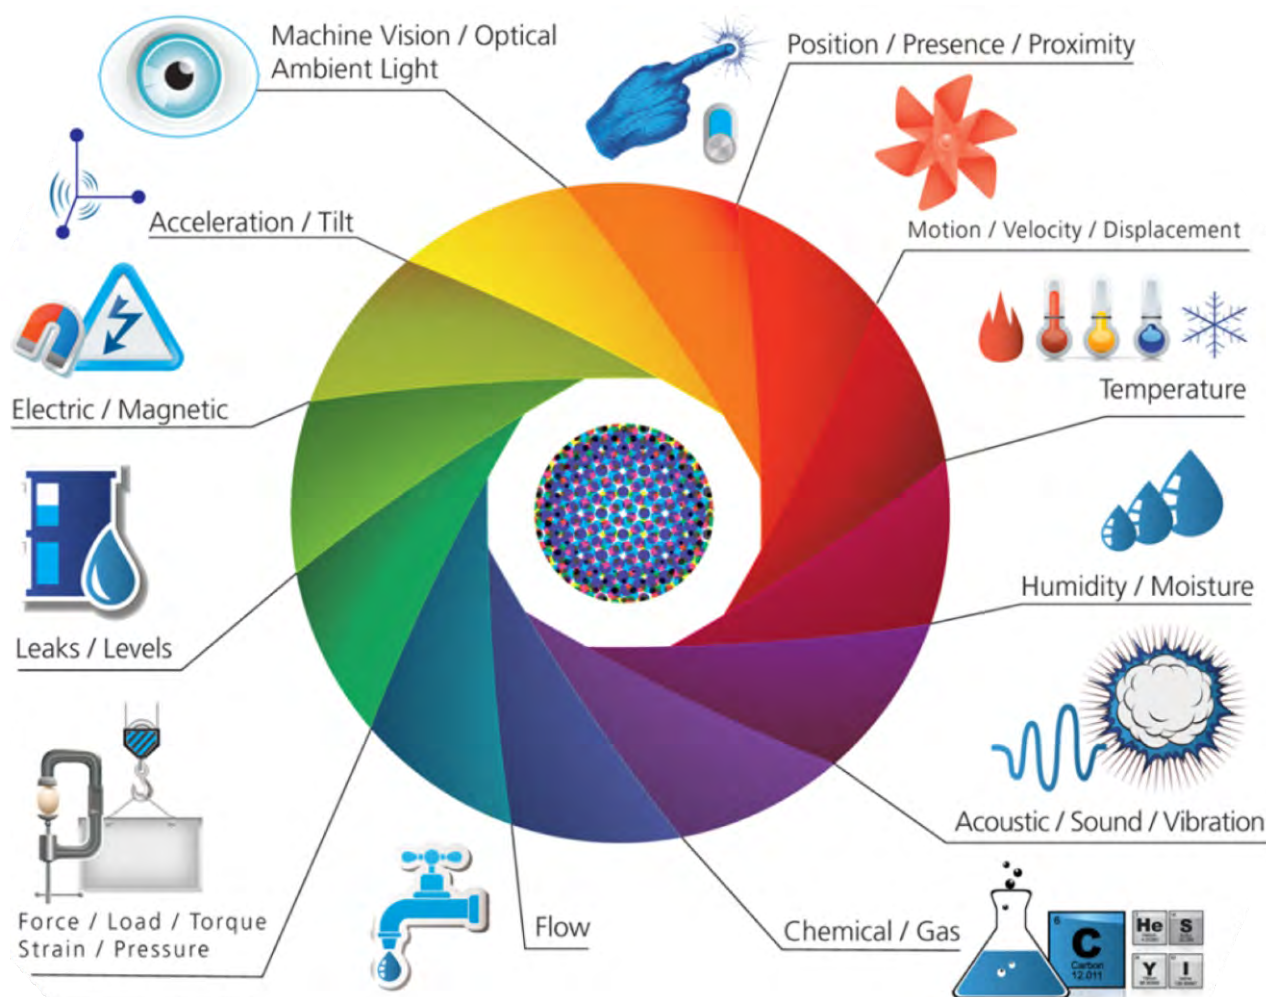 Machine Vision / Optical
Ambient Light
Position / Presence / Proximity
Acceleration / Tilt
Motion / Velocity / Displacement
Temperature
Electric / Magnetic
Humidity / Moisture
Leaks / Levels
Acoustic / Sound / Vibration
Force / Load / Torque
Strain / Pressure
Flow
Chemical / Gas
6
C
Carbon
12.011
He
S
Y
I